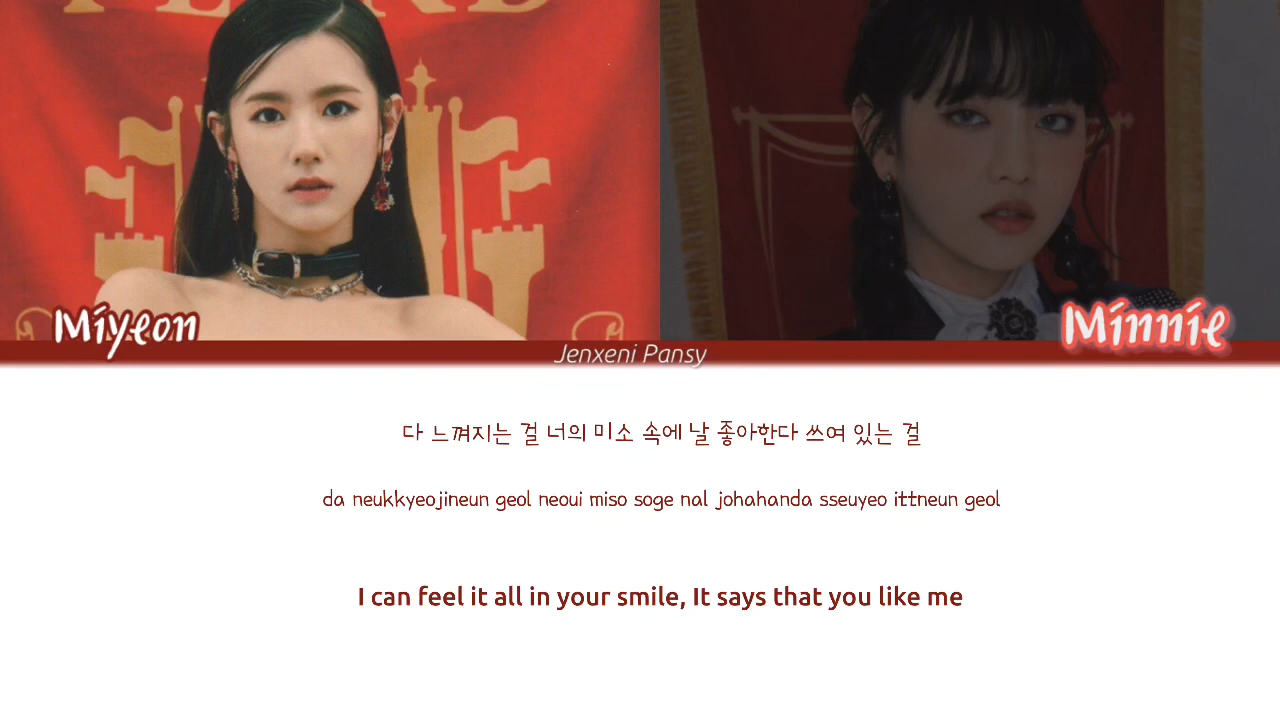 Miyeon
Minnie
Jenxeni Pansy
다 느껴지는 걸 너의 미소 속에 날 좋아한다 쓰여 있는 걸
da neukkyeojineun geol neoui miso soge nal johahanda sseuyeo ittneun geol
I can feel it all in your smile, It says that you like me